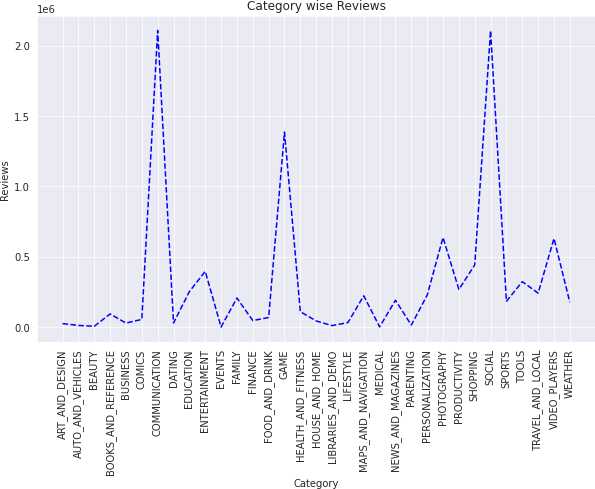 Category wise Reviews
1e6
2.0
1.5
1.0
0.5
0.0
Reviews
ART_AND_DESIGN
AUTO_AND_VEHICLES
BEAUTY
BOOKS_AND_REFERENCE
BUSINESS
COMICS
COMMUNICATION
DATING
EDUCATION
ENTERTAINMENT
EVENTS
FAMILY
FINANCE
FOOD_AND_DRINK
GAME
HEALTH_AND_FITNESS
HOUSE_AND_HOME
LIBRARIES_AND_DEMO
LIFESTYLE
MAPS_AND_NAVIGATION
MEDICAL
NEWS_AND_MAGAZINES
PARENTING
PERSONALIZATION
PHOTOGRAPHY
PRODUCTIVITY
SHOPPING
SOCIAL
SPORTS
TOOLS
TRAVEL_AND_LOCAL
VIDEO_PLAYERS
WEATHER
Category